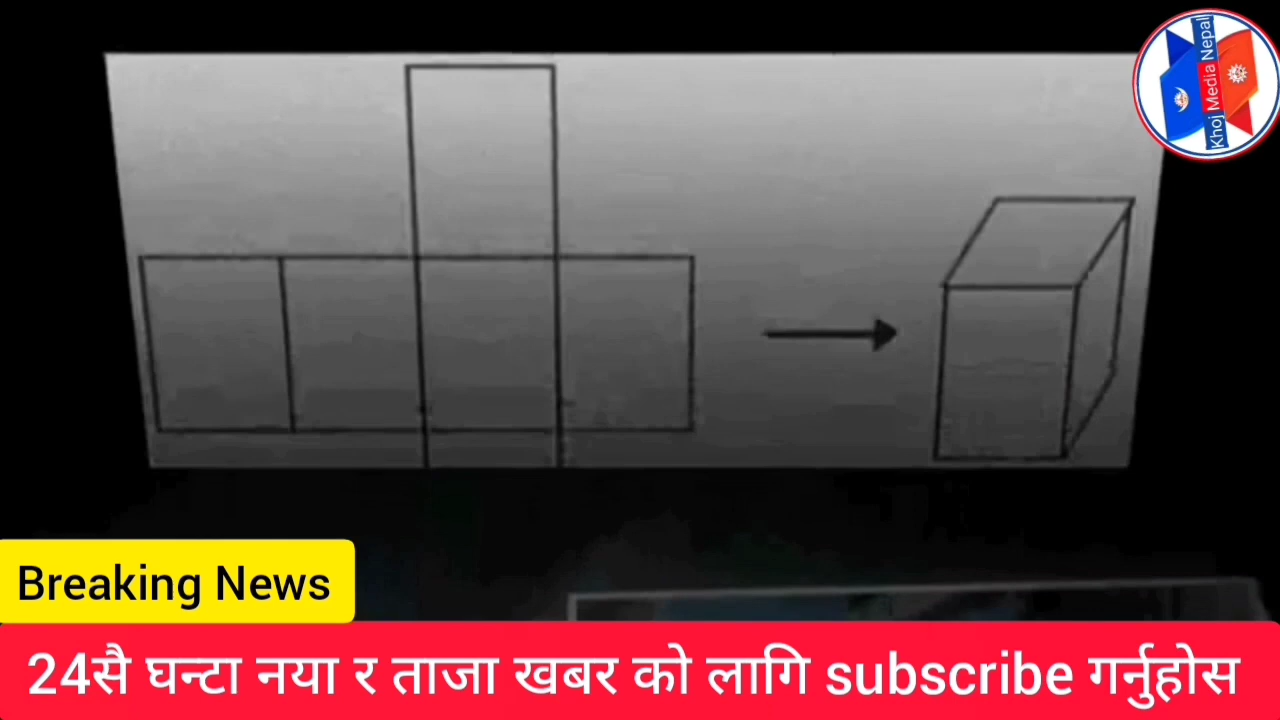 Khoj Media Nepal
Breaking News
24सै घन्टा नया र ताजा खबर को लागि subscribe गर्नुहोस